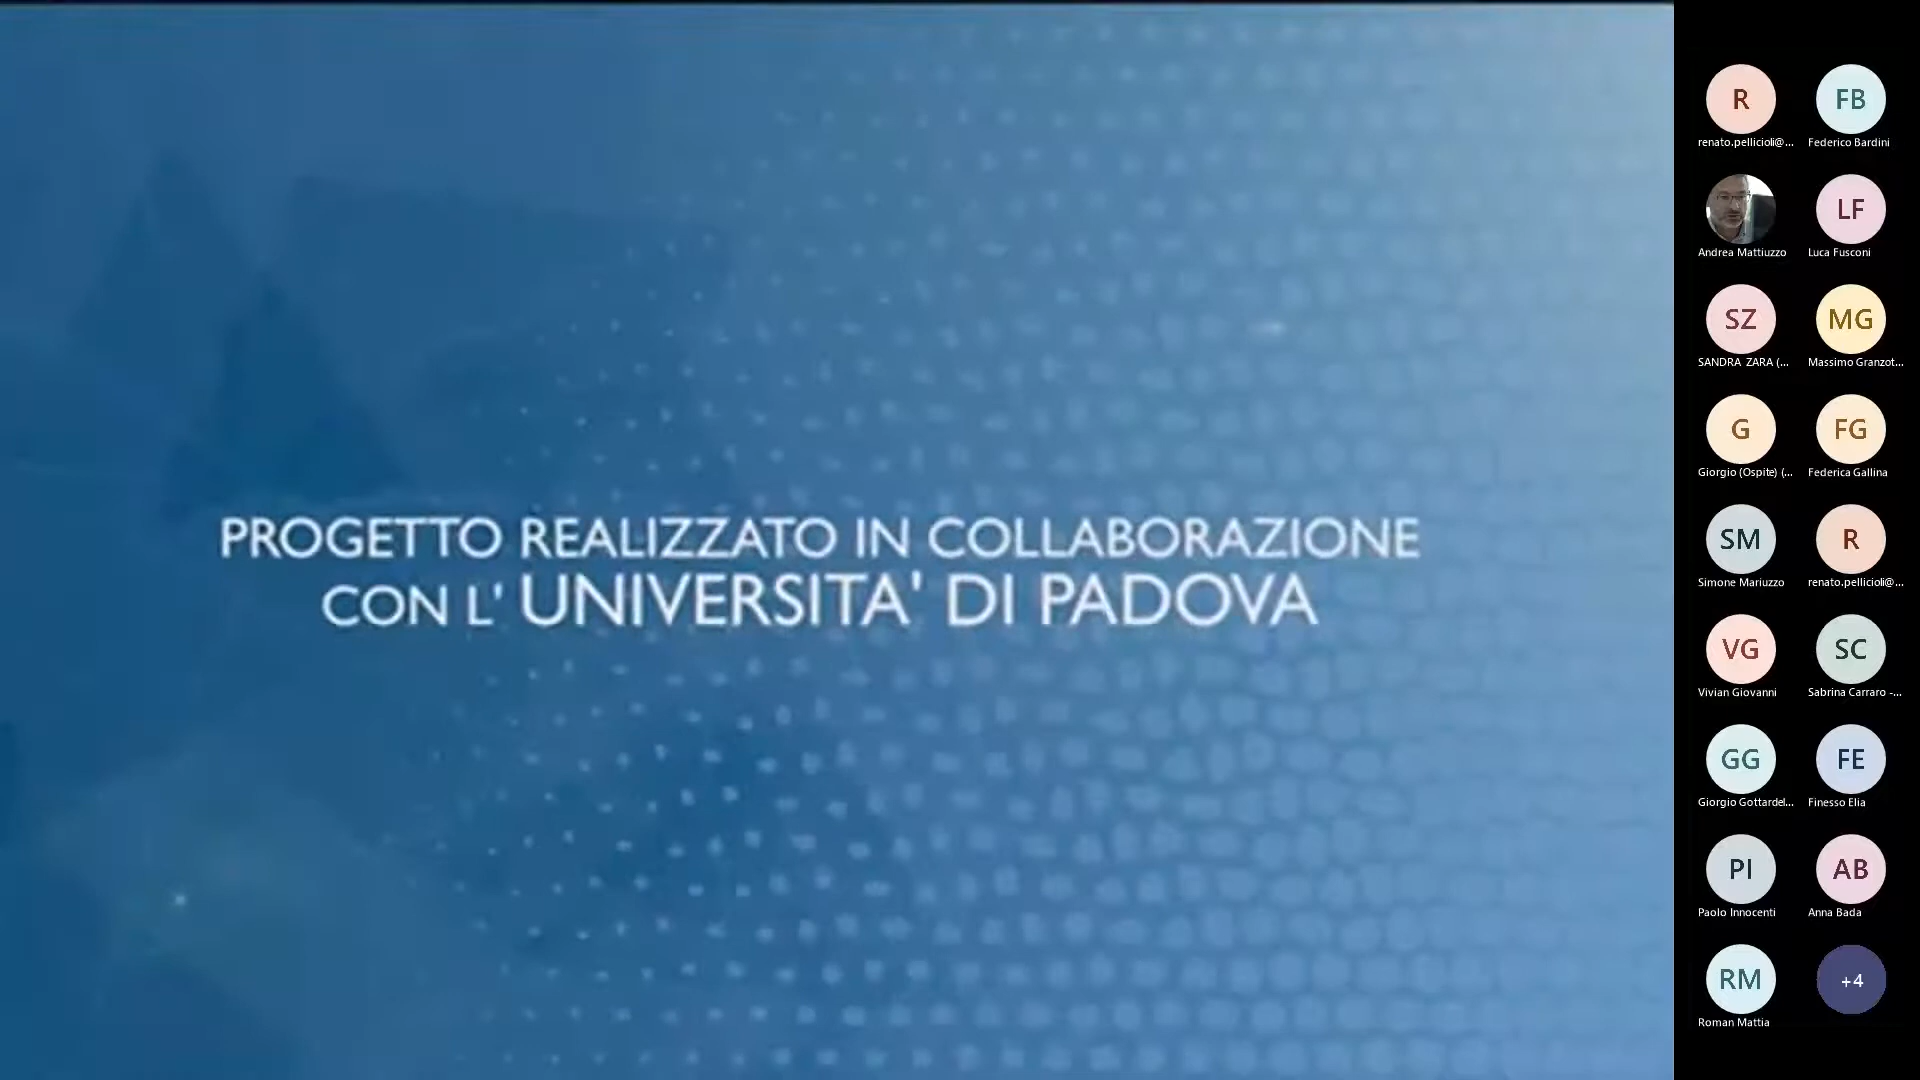 PROGETTO REALIZZATO IN COLLABORAZIONE
CON L' UNIVERSITA' DI PADOVA
R
renato.pellicioli@...
FB
Federico Bardini
Andrea Mattiuzzo
LF
Luca Fusconi
SZ
SANDRA ZARA (...
MG
Massimo Granzot...
G
Giorgio (Ospite) (...
FG
Federica Gallina
SM
Simone Mariuzzo
R
renato.pellicioli@...
VG
Vivian Giovanni
SC
Sabrina Carraro -...
GG
Giorgio Gottardel...
FE
Finesso Elia
PI
Paolo Innocenti
AB
Anna Bada
RM
Roman Mattia
+4